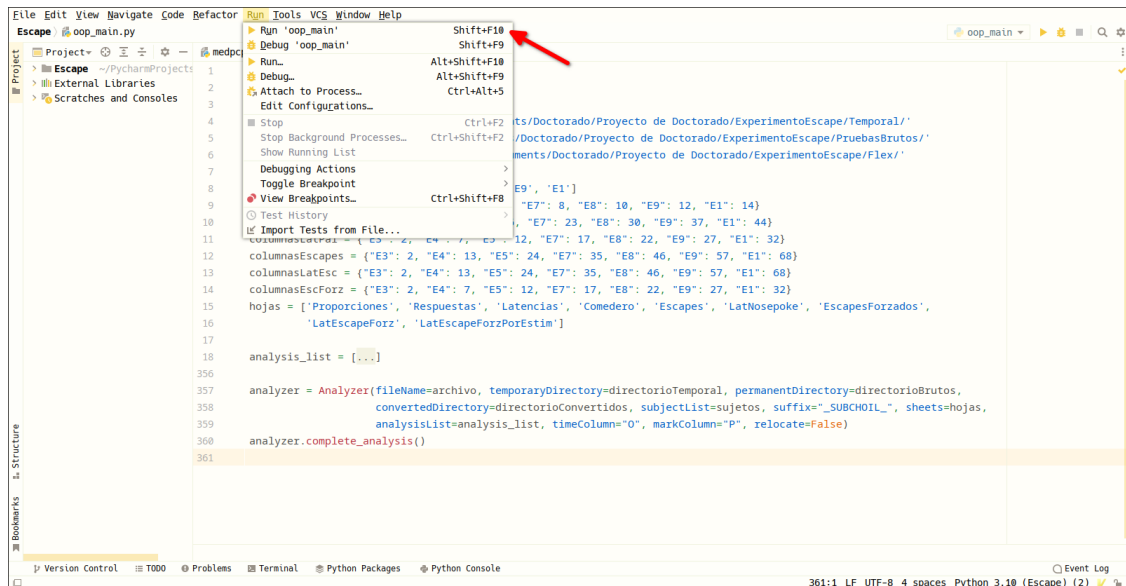 File Edit View Navigate Code Refactor Run Tools VCS Window Help
Escape oop_main.py
oop_main
Project
Escape ~/PycharmProjects
External Libraries
Scratches and Consoles
Run 'oop_main' Shift+F10
Debug 'oop_main' Shift+F9
Run... Alt+Shift+F10
Debug... Alt+Shift+F9
Attach to Process... Ctrl+Alt+5
Edit Configurations...
Stop Ctrl+F2
Stop Background Processes... Ctrl+Shift+F2
Show Running List
Debugging Actions
Toggle Breakpoint
View Breakpoints... Ctrl+Shift+F8
Test History
Import Tests from File...
1
2
3
4 ts/Doctorado/Proyecto de Doctorado/ExperimentoEscape/Temporal/'
5 /Doctorado/Proyecto de Doctorado/ExperimentoEscape/PruebasBrutos/'
6 ments/Doctorado/Proyecto de Doctorado/ExperimentoEscape/Flex/'
7
8 E9', 'E1']
9 "E7": 8, "E8": 10, "E9": 12, "E1": 14}
10 , "E7": 23, "E8": 30, "E9": 37, "E1": 44}
11 columnasLatPal = {"E3": 2, "E4": 7, "E5": 12, "E7": 17, "E8": 22, "E9": 27, "E1": 32}
12 columnasEscapes = {"E3": 2, "E4": 13, "E5": 24, "E7": 35, "E8": 46, "E9": 57, "E1": 68}
13 columnasLatEsc = {"E3": 2, "E4": 13, "E5": 24, "E7": 35, "E8": 46, "E9": 57, "E1": 68}
14 columnasEscForz = {"E3": 2, "E4": 7, "E5": 12, "E7": 17, "E8": 22, "E9": 27, "E1": 32}
15 hojas = ['Proporciones', 'Respuestas', 'Latencias', 'Comedero', 'Escapes', 'LatNosepoke', 'EscapesForzados',
16 'LatEscapeForz', 'LatEscapeForzPorEstim']
17
18 analysis_list = [...]
356
357 analyzer = Analyzer(fileName=archivo, temporaryDirectory=directorioTemporal, permanentDirectory=directorioBrutos,
358 convertedDirectory=directorioConvertidos, subjectList=sujetos, suffix="_SUBCHOIL_", sheets=hojas,
359 analysisList=analysis_list, timeColumn="O", markColumn="P", relocate=False)
360 analyzer.complete_analysis()
361
Project
Structure
Bookmarks
Version Control TODO Problems Terminal Python Packages Python Console Event Log
361:1 LF UTF-8 4 spaces Python 3.10 (Escape) (2)